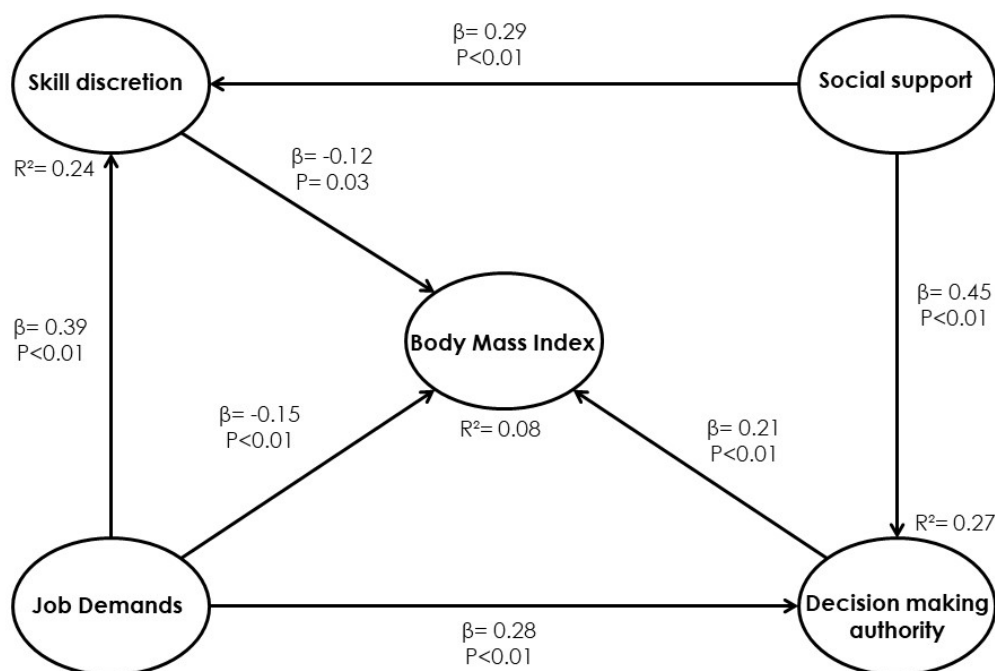 β= 0.29
P<0.01
Skill discretion
Social support
R²= 0.24
β= -0.12
P= 0.03
β= 0.39
P<0.01
β= 0.45
P<0.01
Body Mass Index
β= -0.15
P<0.01
R²= 0.08
β= 0.21
P<0.01
R²= 0.27
Job Demands
Decision making
authority
β= 0.28
P<0.01